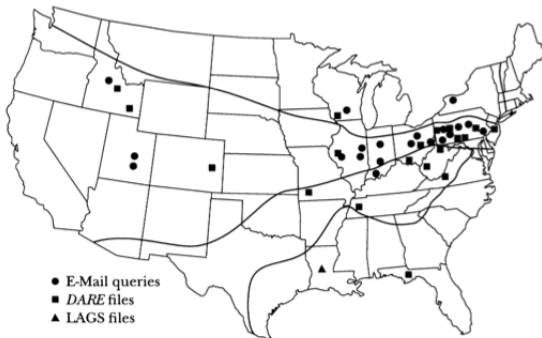 ● E-Mail queries
■ DARE files
▲ LAGS files